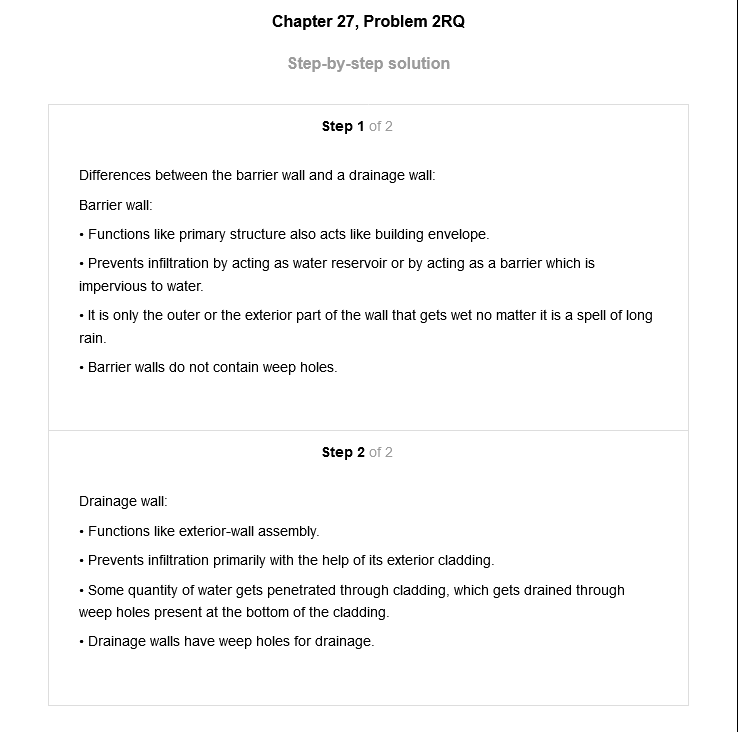 Chapter 27, Problem 2RQ
Step-by-step solution
Step 1 of 2
Differences between the barrier wall and a drainage wall:
Barrier wall:
• Functions like primary structure also acts like building envelope.
• Prevents infiltration by acting as water reservoir or by acting as a barrier which is
impervious to water.
• It is only the outer or the exterior part of the wall that gets wet no matter it is a spell of long
rain.
• Barrier walls do not contain weep holes.
Step 2 of 2
Drainage wall:
• Functions like exterior-wall assembly.
• Prevents infiltration primarily with the help of its exterior cladding.
• Some quantity of water gets penetrated through cladding, which gets drained through
weep holes present at the bottom of the cladding.
• Drainage walls have weep holes for drainage.